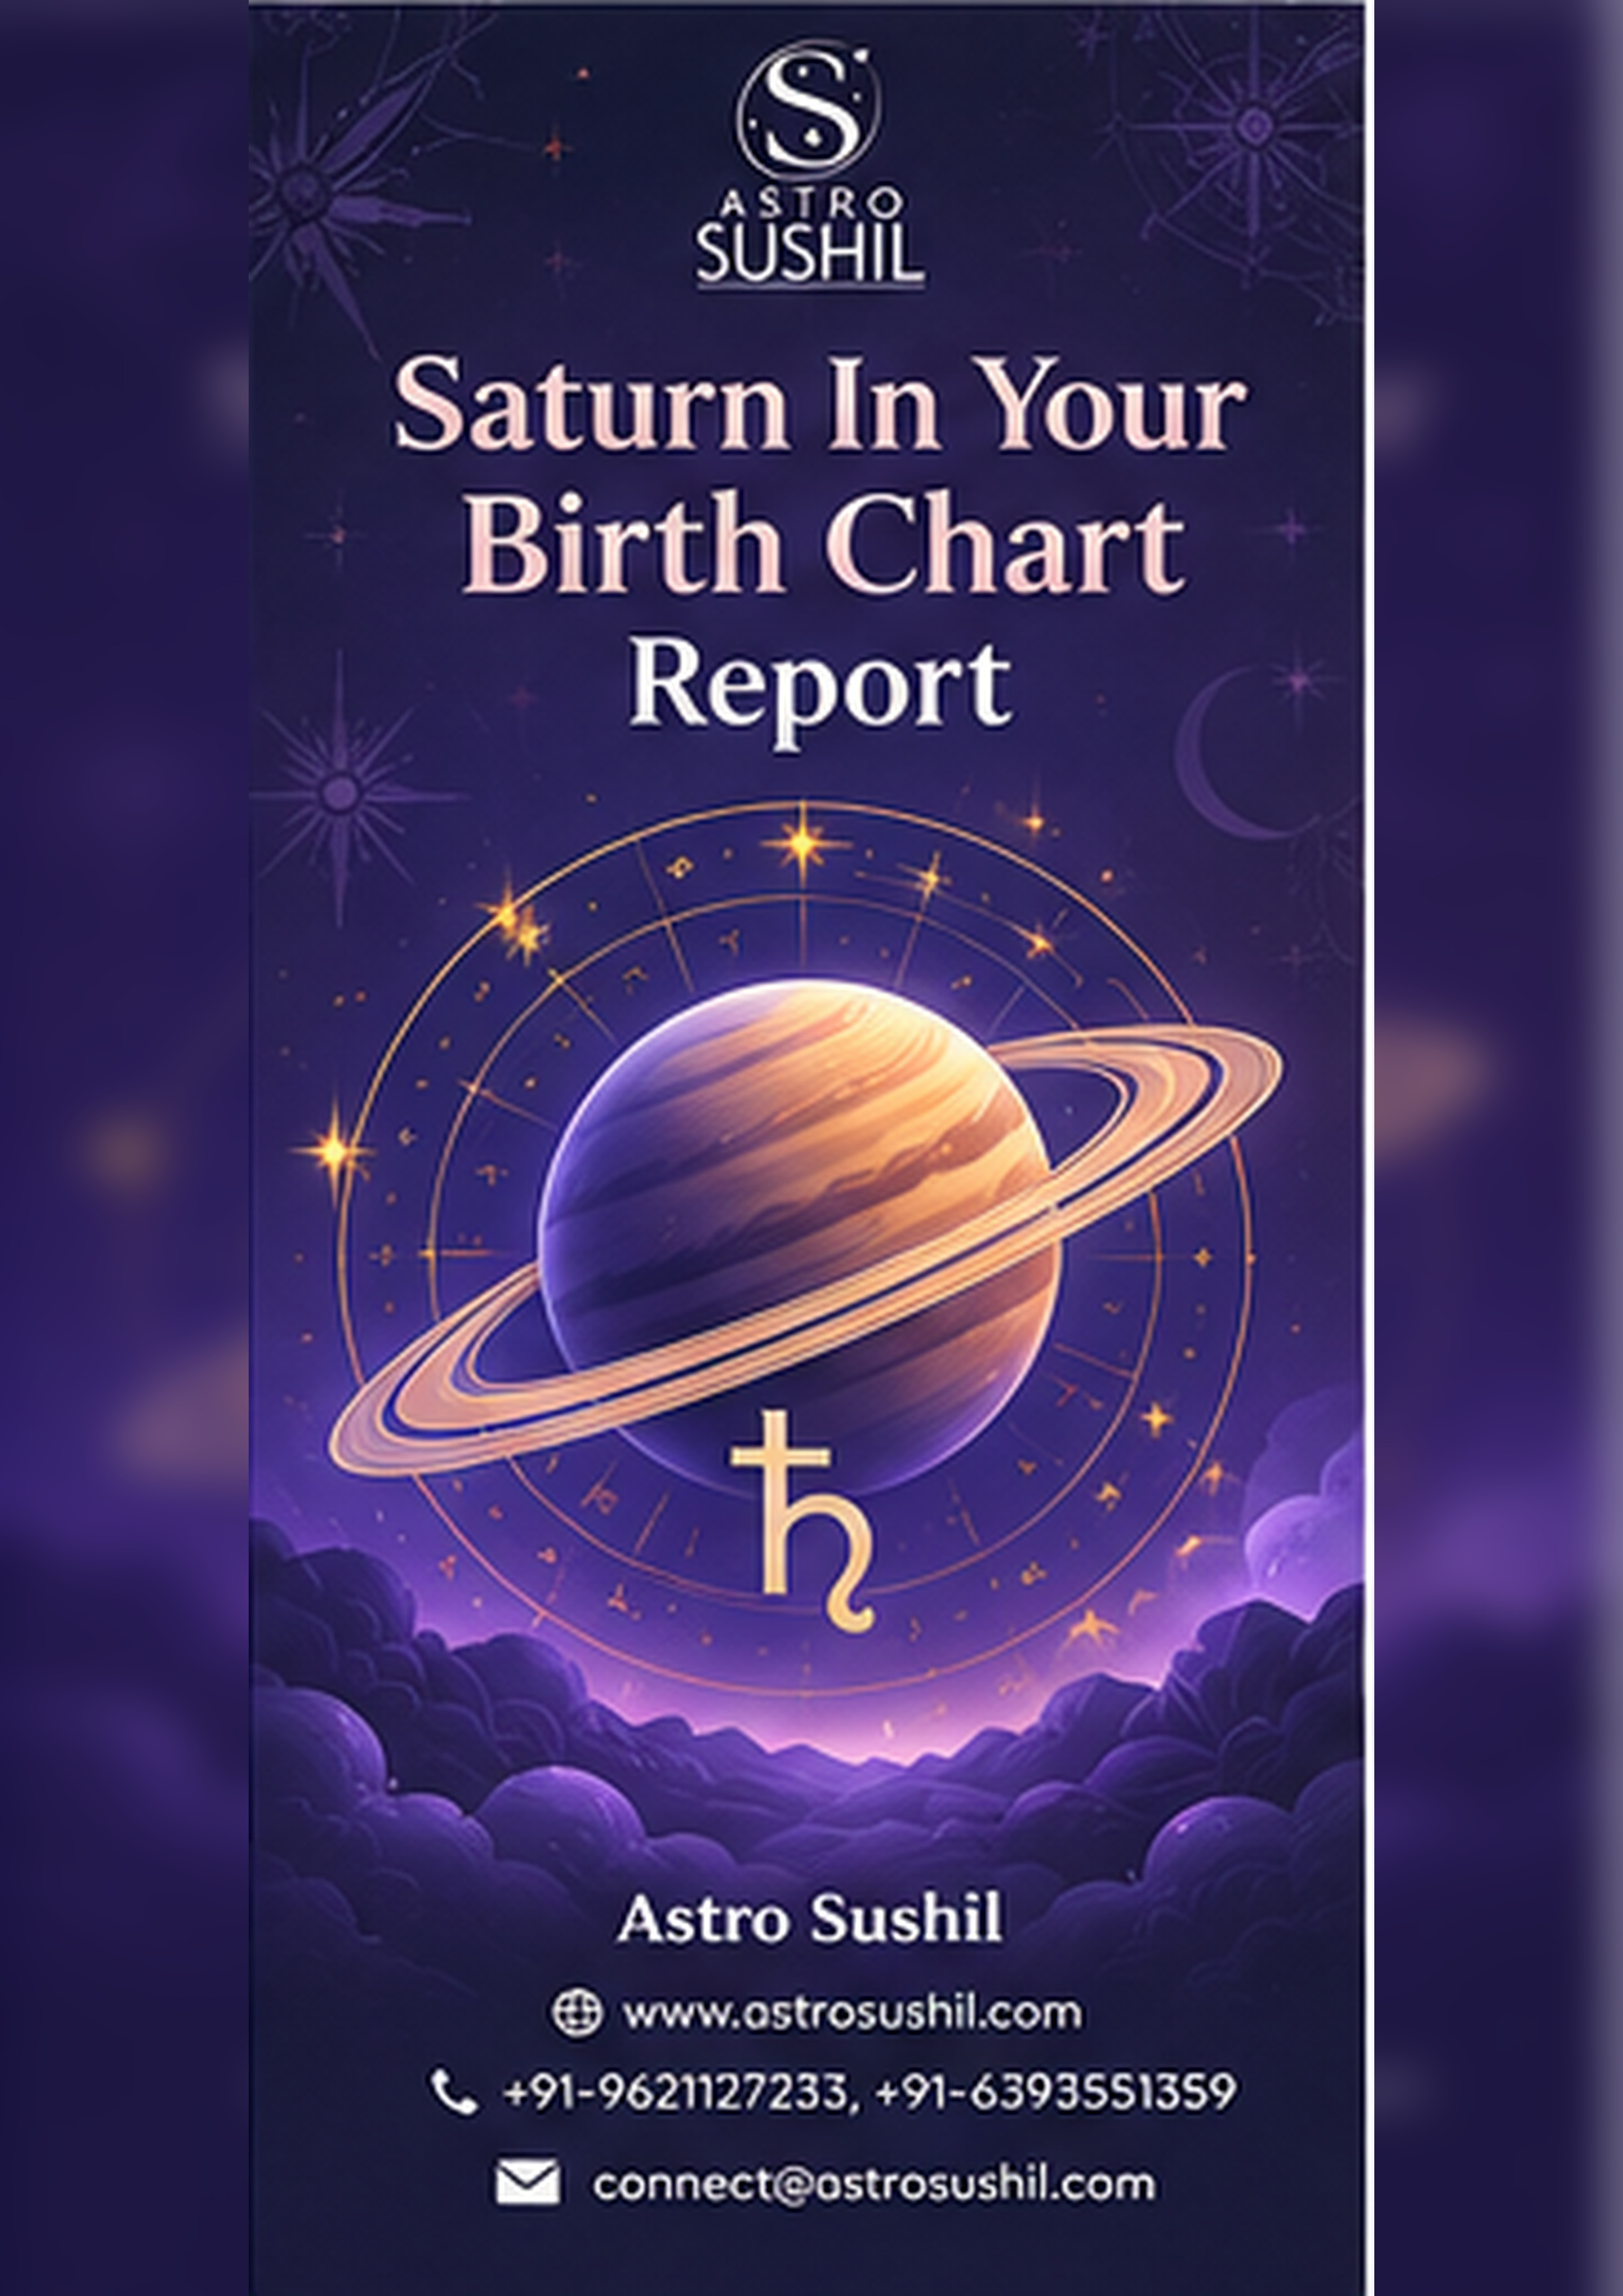 S
ASTRO
SUSHIL
Saturn In Your
Birth Chart
Report
♄
Astro Sushil
www.astrosushil.com
+91-9621127233, +91-6393551359
connect@astrosushil.com